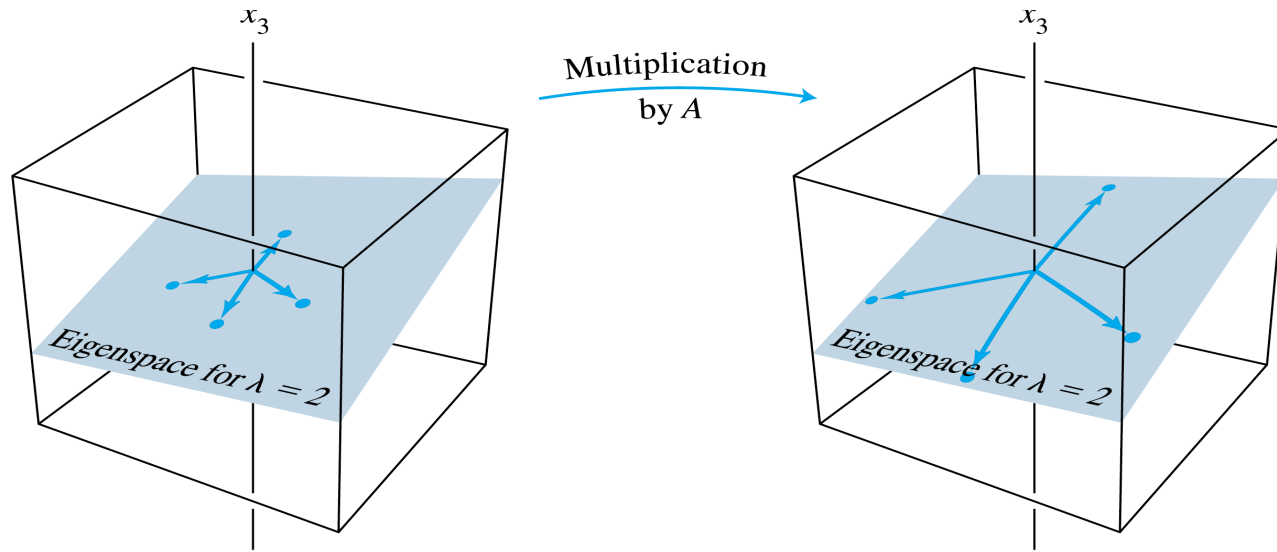 x₃
Multiplication
by A
x₃
Eigenspace for λ = 2
Eigenspace for λ = 2